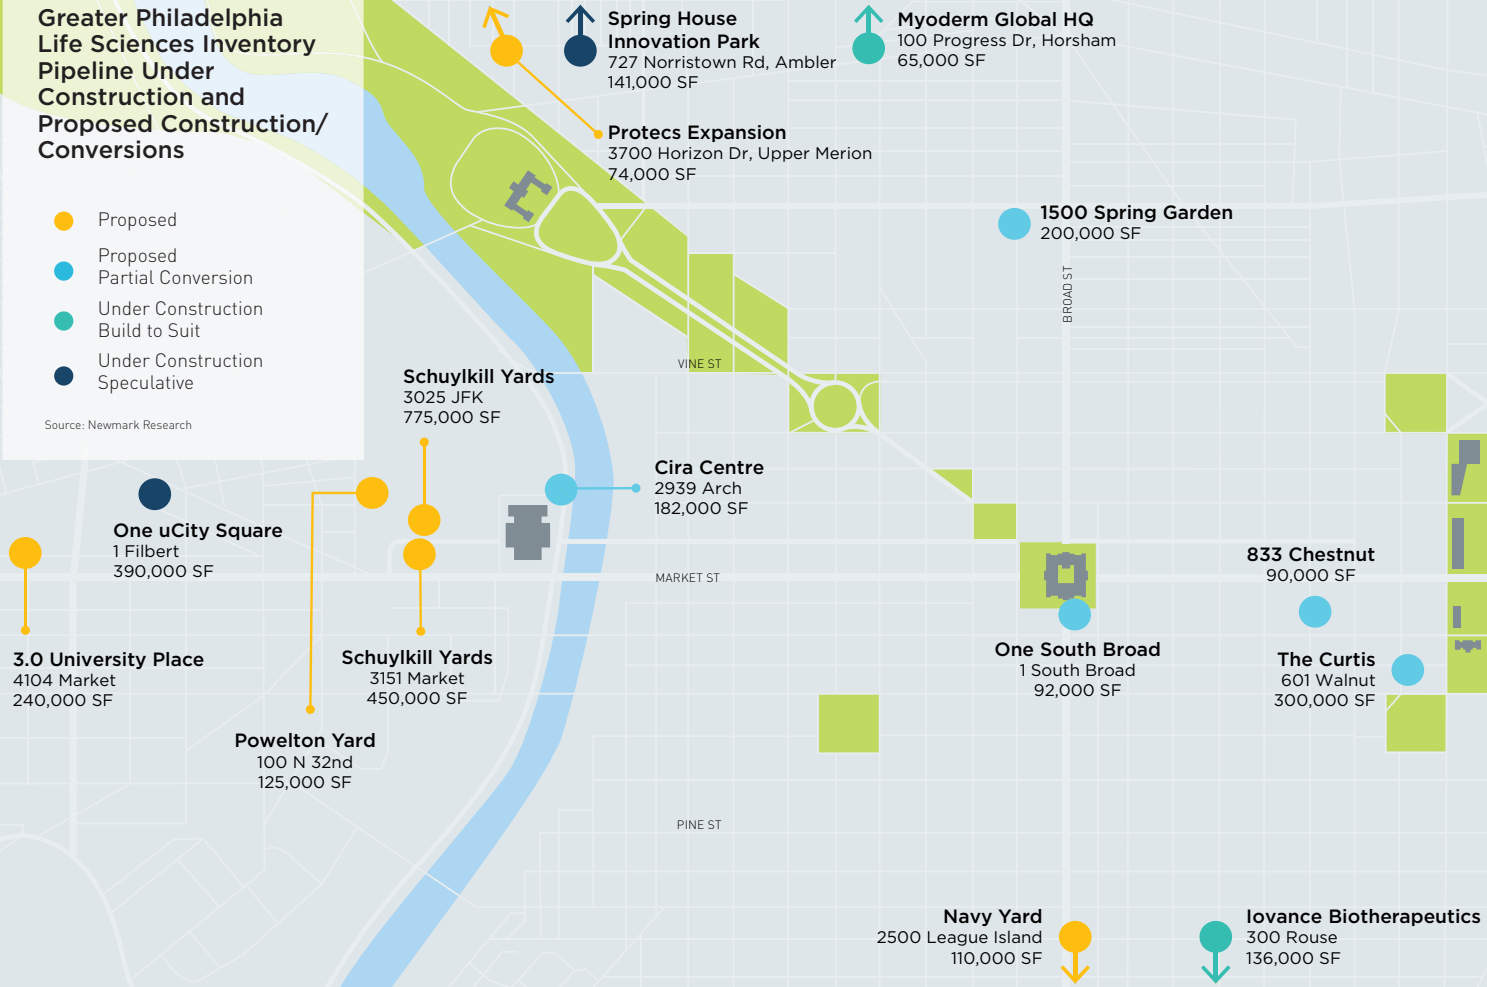 Greater Philadelphia
Life Sciences Inventory
Pipeline Under
Construction and
Proposed Construction/
Conversions
Proposed
Proposed
Partial Conversion
Under Construction
Build to Suit
Under Construction
Speculative
Source: Newmark Research
Spring House
Innovation Park
727 Norristown Rd, Ambler
141,000 SF
Myoderm Global HQ
100 Progress Dr, Horsham
65,000 SF
Protecs Expansion
3700 Horizon Dr, Upper Merion
74,000 SF
1500 Spring Garden
200,000 SF
BROAD ST
VINE ST
Schuylkill Yards
3025 JFK
775,000 SF
Cira Centre
2939 Arch
182,000 SF
One uCity Square
1 Filbert
390,000 SF
MARKET ST
833 Chestnut
90,000 SF
3.0 University Place
4104 Market
240,000 SF
Schuylkill Yards
3151 Market
450,000 SF
One South Broad
1 South Broad
92,000 SF
The Curtis
601 Walnut
300,000 SF
Powelton Yard
100 N 32nd
125,000 SF
PINE ST
Navy Yard
2500 League Island
110,000 SF
Iovance Biotherapeutics
300 Rouse
136,000 SF